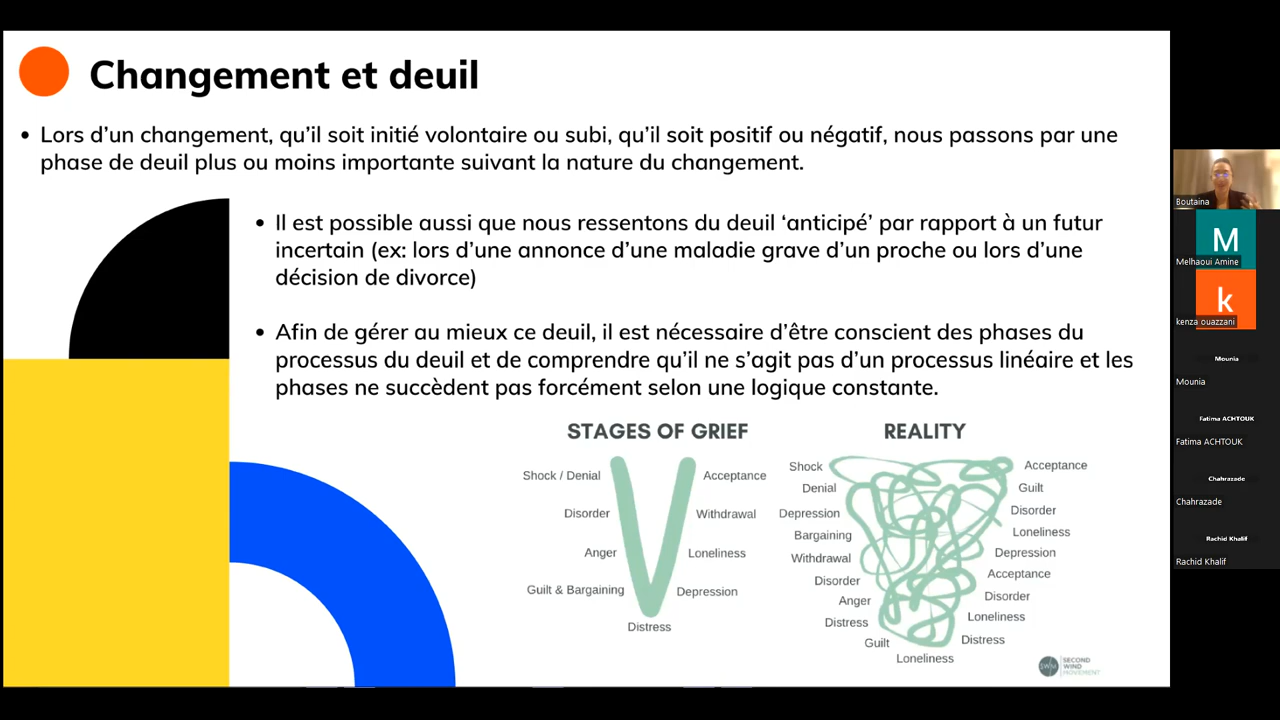 Changement et deuil
Lors d’un changement, qu’il soit initié volontaire ou subi, qu’il soit positif ou négatif, nous passons par une
phase de deuil plus ou moins importante suivant la nature du changement.
Il est possible aussi que nous ressentons du deuil ‘anticipé’ par rapport à un futur
incertain (ex: lors d’une annonce d’une maladie grave d’un proche ou lors d’une
décision de divorce)
Afin de gérer au mieux ce deuil, il est nécessaire d’être conscient des phases du
processus du deuil et de comprendre qu’il ne s’agit pas d’un processus linéaire et les
phases ne succèdent pas forcément selon une logique constante.
STAGES OF GRIEF
Shock / Denial
Disorder
Anger
Guilt & Bargaining
Distress
Acceptance
Withdrawal
Loneliness
Depression
REALITY
Shock
Denial
Depression
Bargaining
Withdrawal
Disorder
Anger
Distress
Guilt
Loneliness
Acceptance
Guilt
Disorder
Loneliness
Depression
Acceptance
Disorder
Loneliness
Distress
SWM
SECOND
WIND
MOVEMENT
Boutaina
M
Melhaoui Amine
k
kenza ouazzani
Mounia
Mounia
Fatima ACHTOUK
Fatima ACHTOUK
Chahrazade
Chahrazade
Rachid Khalif
Rachid Khalif